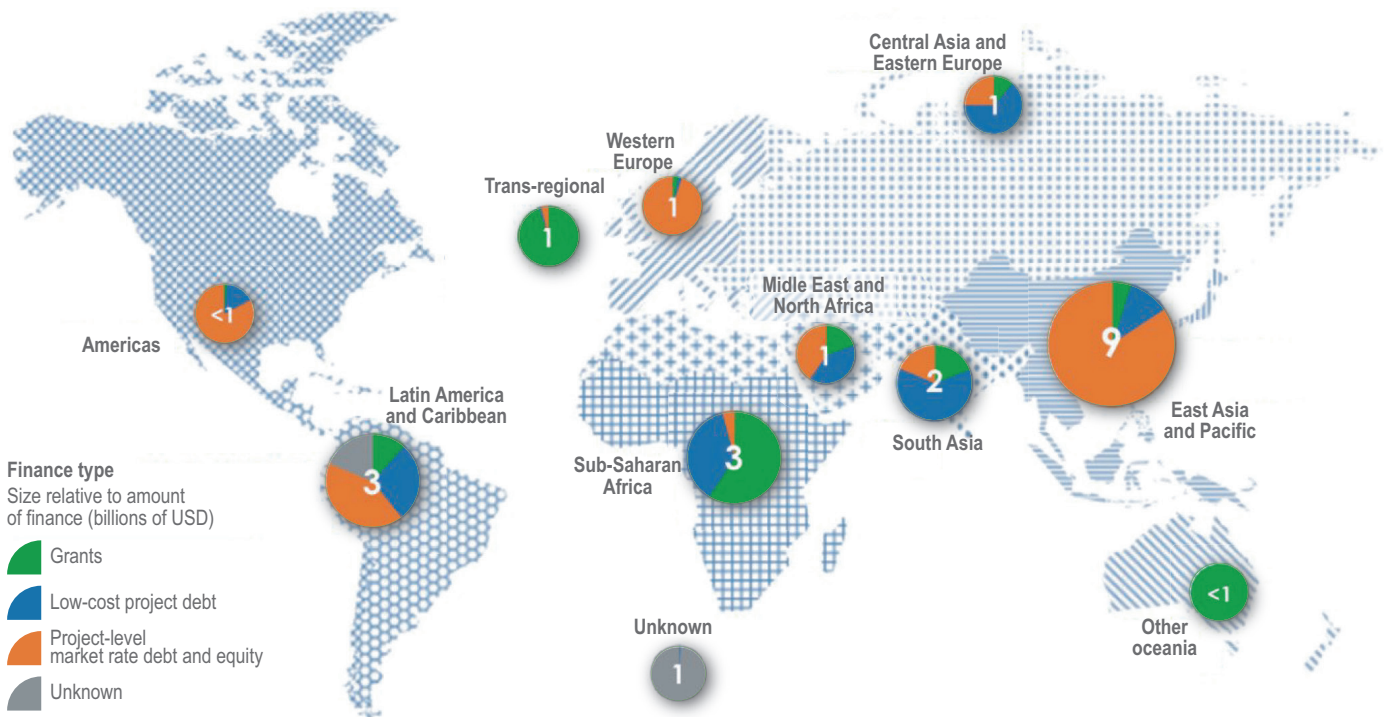 Central Asia and
Eastern Europe
1
Western
Europe
1
Trans-regional
1
Midle East and
North Africa
1
<1
Americas
9
East Asia
and Pacific
2
South Asia
Latin America
and Caribbean
3
Sub-Saharan
Africa
3
Finance type
Size relative to amount
of finance (billions of USD)
Grants
Low-cost project debt
Project-level
market rate debt and equity
Unknown
Unknown
1
<1
Other
oceania